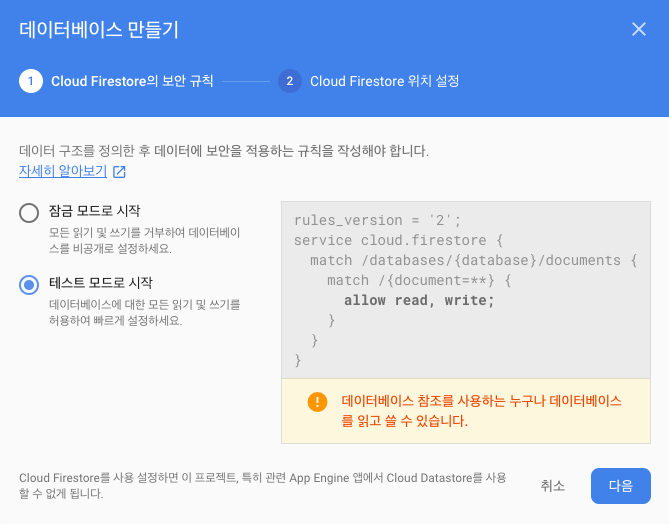 데이터베이스 만들기
1 Cloud Firestore의 보안 규칙 2 Cloud Firestore 위치 설정
데이터 구조를 정의한 후 데이터에 보안을 적용하는 규칙을 작성해야 합니다.
자세히 알아보기
잠금 모드로 시작
모든 읽기 및 쓰기를 거부하여 데이터베이
스를 비공개로 설정하세요.
테스트 모드로 시작
데이터베이스에 대한 모든 읽기 및 쓰기를
허용하여 빠르게 설정하세요.
rules_version = '2';
service cloud.firestore {
match /databases/{database}/documents {
match /{document=**} {
allow read, write;
}
}
}
데이터베이스 참조를 사용하는 누구나 데이터베이스
를 읽고 쓸 수 있습니다.
Cloud Firestore를 사용 설정하면 이 프로젝트, 특히 관련 App Engine 앱에서 Cloud Datastore를 사용
할 수 없게 됩니다.
취소 다음